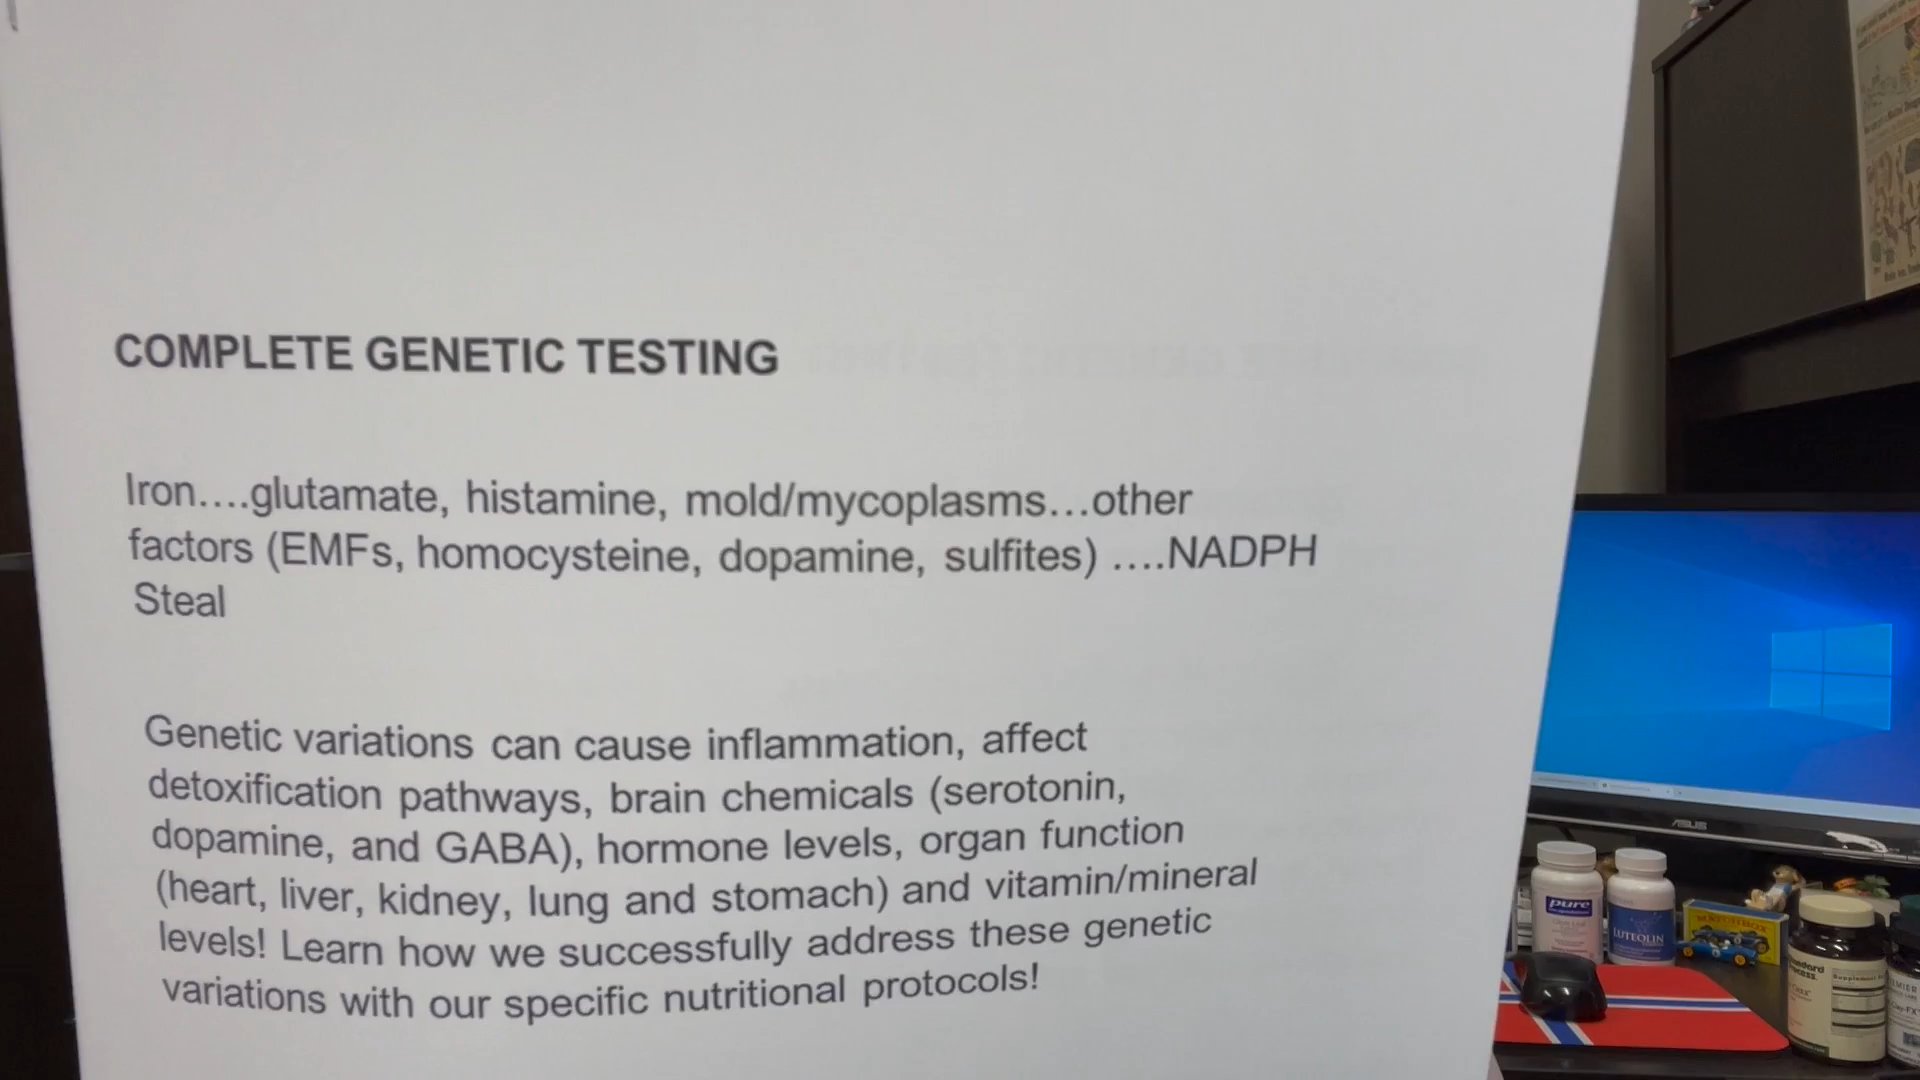 COMPLETE GENETIC TESTING
Iron....glutamate, histamine, mold/mycoplasms...other
factors (EMFs, homocysteine, dopamine, sulfites) ....NADPH
Steal
Genetic variations can cause inflammation, affect
detoxification pathways, brain chemicals (serotonin,
dopamine, and GABA), hormone levels, organ function
(heart, liver, kidney, lung and stomach) and vitamin/mineral
levels! Learn how we successfully address these genetic
variations with our specific nutritional protocols!
ASUS
pure
LUTEOLIN